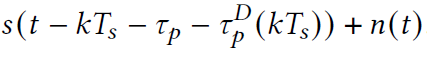 s(t − kT_s − τ_p − τ_p^D(kT_s)) + n(t)